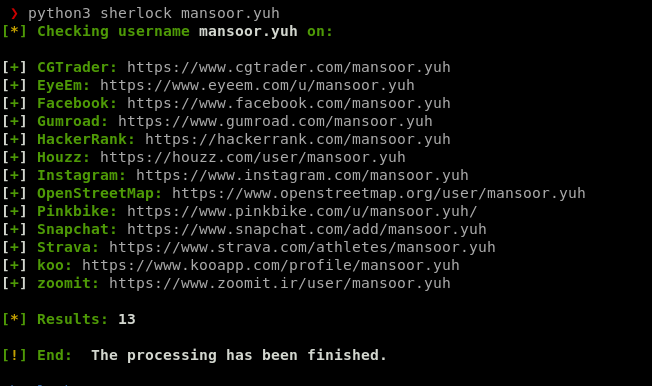 ❯ python3 sherlock mansoor.yuh
[*] Checking username mansoor.yuh on:
[+] CGTrader: https://www.cgtrader.com/mansoor.yuh
[+] EyeEm: https://www.eyeem.com/u/mansoor.yuh
[+] Facebook: https://www.facebook.com/mansoor.yuh
[+] Gumroad: https://www.gumroad.com/mansoor.yuh
[+] HackerRank: https://hackerrank.com/mansoor.yuh
[+] Houzz: https://houzz.com/user/mansoor.yuh
[+] Instagram: https://www.instagram.com/mansoor.yuh
[+] OpenStreetMap: https://www.openstreetmap.org/user/mansoor.yuh
[+] Pinkbike: https://www.pinkbike.com/u/mansoor.yuh/
[+] Snapchat: https://www.snapchat.com/add/mansoor.yuh
[+] Strava: https://www.strava.com/athletes/mansoor.yuh
[+] koo: https://www.kooapp.com/profile/mansoor.yuh
[+] zoomit: https://www.zoomit.ir/user/mansoor.yuh
[*] Results: 13
[!] End:  The processing has been finished.